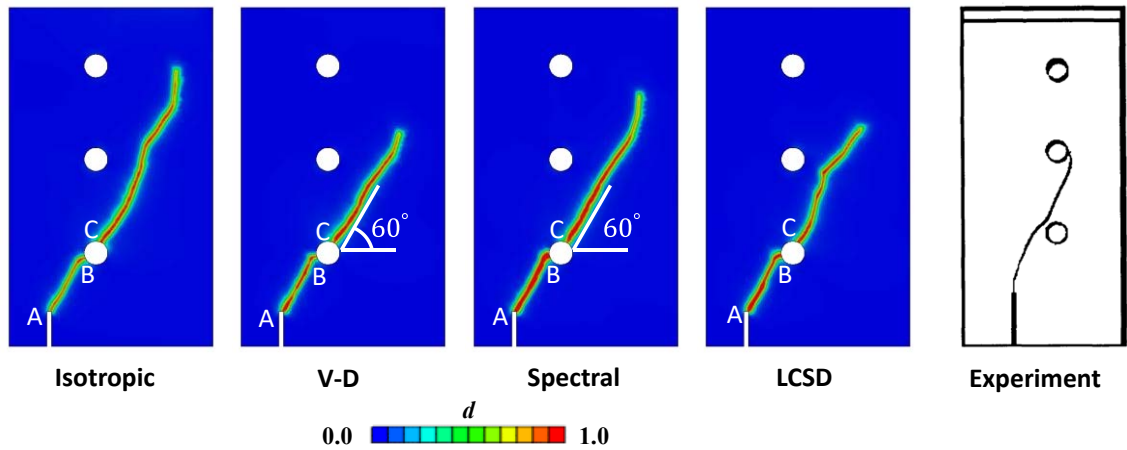 C
B
A
C
60°
B
A
C
60°
B
A
C
B
A
Isotropic
V-D
Spectral
LCSD
Experiment
d
0.0
1.0